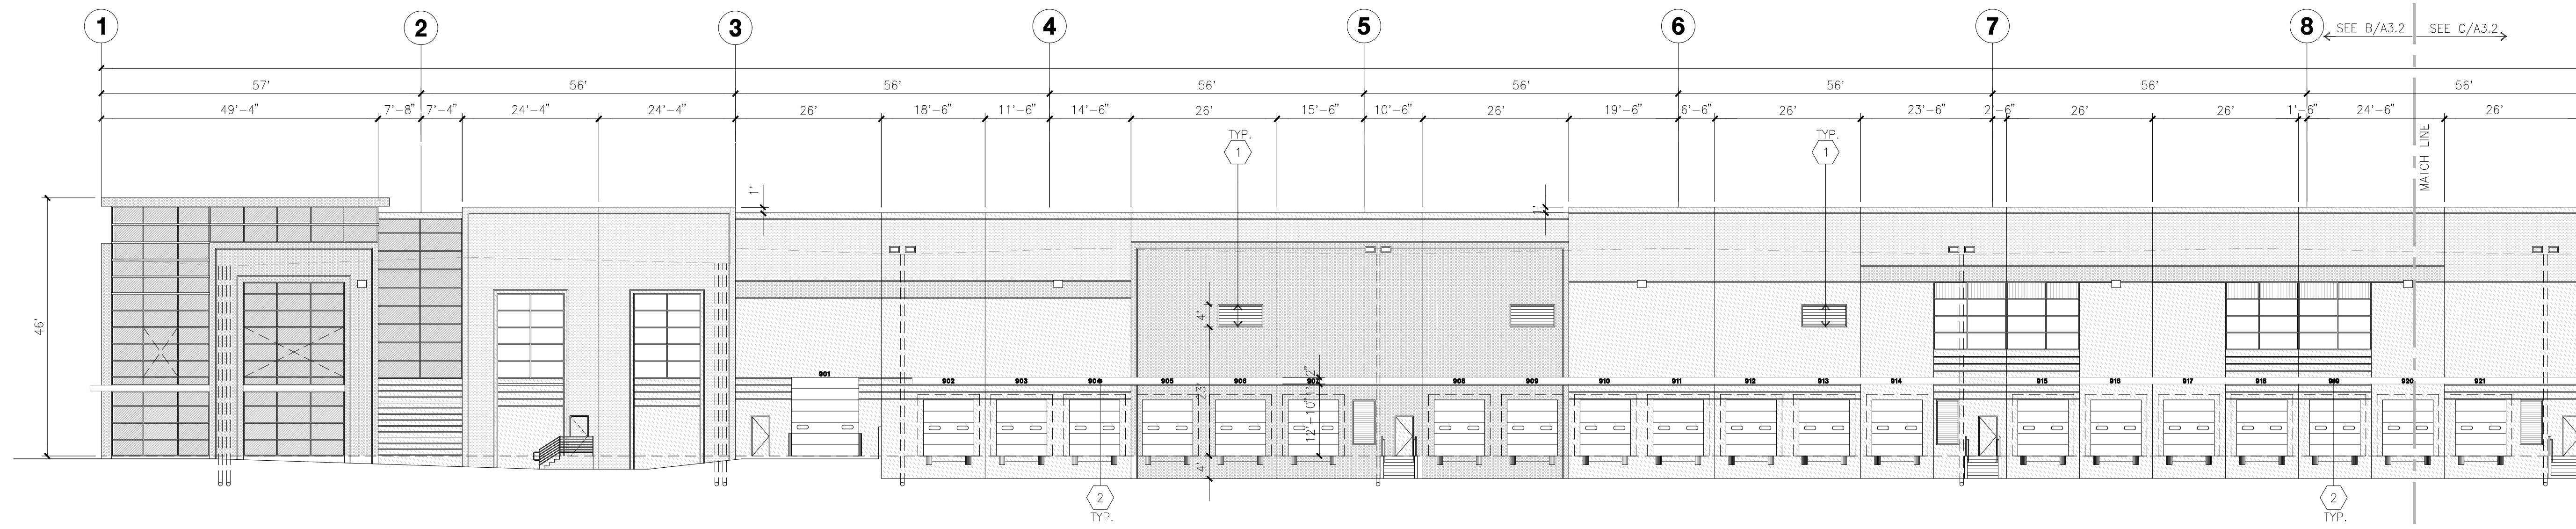 1 2 3 4 5 6 7 8
SEE B/A3.2 SEE C/A3.2
57' 56' 56' 56' 56' 56' 56' 56'
49'-4" 7'-8" 7'-4" 24'-4" 24'-4" 26' 18'-6" 11'-6" 14'-6" 26' 15'-6" 10'-6" 26' 19'-6" 6'-6" 26' 23'-6" 2'-6" 26' 26' 1'-6" 24'-6" 26'
TYP. TYP.
1 1
MATCH LINE
1' 1'
46'
4'
901
902 903 904 905 906 907 908 909 910 911 912 913 914 915 916 917 918 919 920 921
23'
12'-10"
4'
2 2
TYP. TYP.